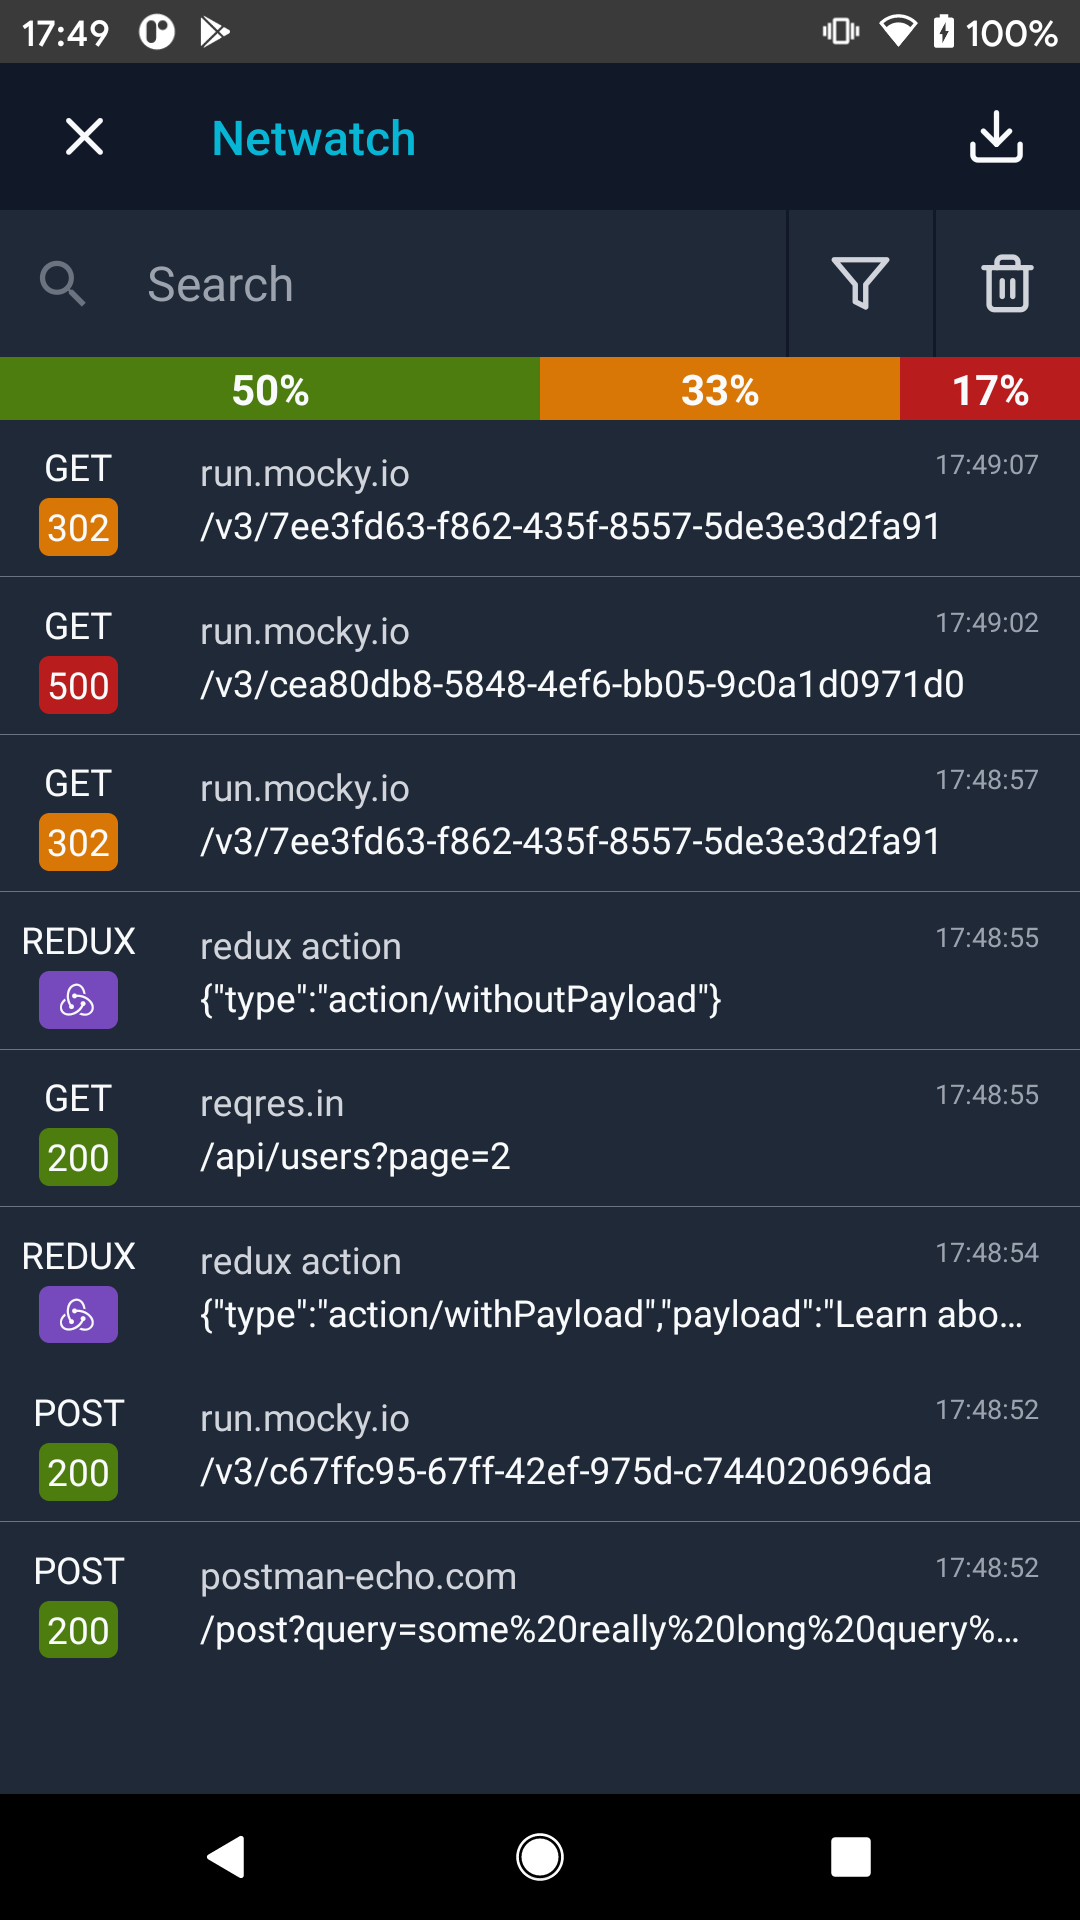 17:49 100%
Netwatch
Search
50% 33% 17%
GET run.mocky.io 17:49:07
302 /v3/7ee3fd63-f862-435f-8557-5de3e3d2fa91
GET run.mocky.io 17:49:02
500 /v3/cea80db8-5848-4ef6-bb05-9c0a1d0971d0
GET run.mocky.io 17:48:57
302 /v3/7ee3fd63-f862-435f-8557-5de3e3d2fa91
REDUX redux action 17:48:55
{"type":"action/withoutPayload"}
GET reqres.in 17:48:55
200 /api/users?page=2
REDUX redux action 17:48:54
{"type":"action/withPayload","payload":"Learn abo...
POST run.mocky.io 17:48:52
200 /v3/c67ffc95-67ff-42ef-975d-c744020696da
POST postman-echo.com 17:48:52
200 /post?query=some%20really%20long%20query%...